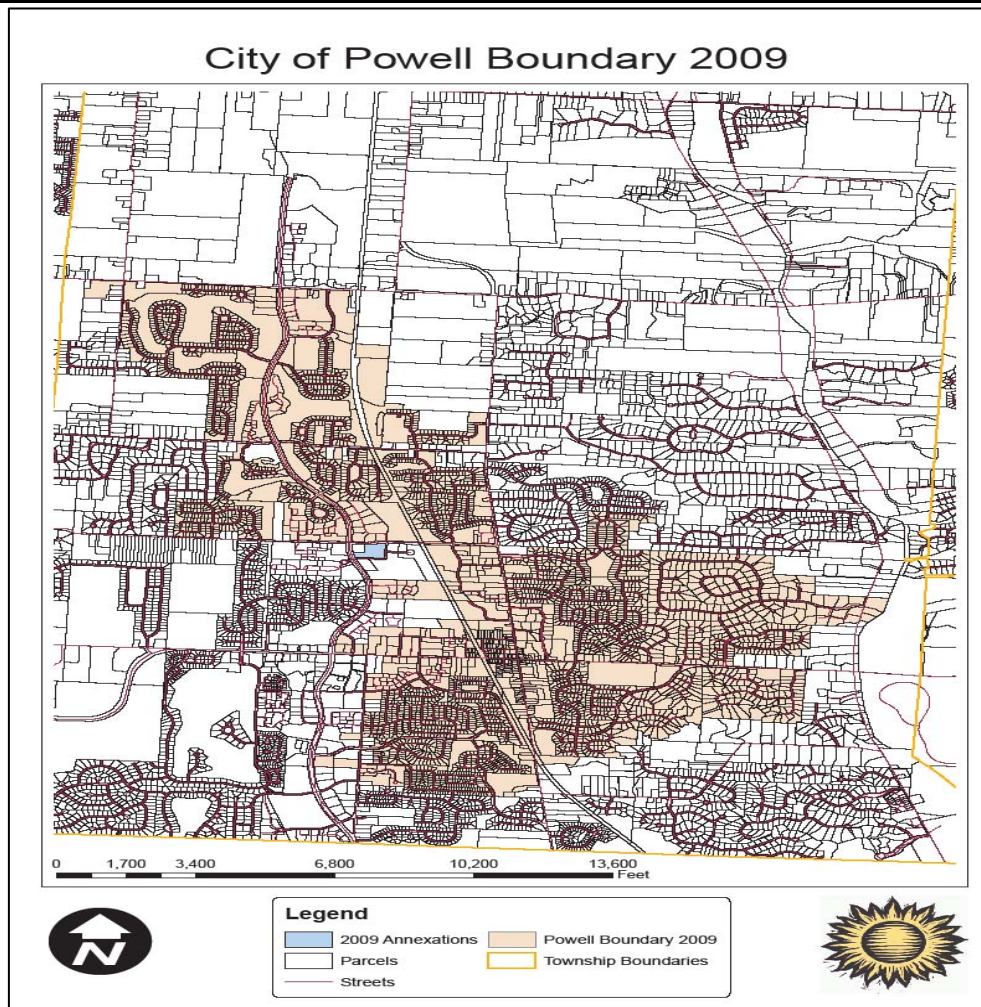 City of Powell Boundary 2009
0 1,700 3,400 6,800 10,200 13,600
Feet
N
Legend
2009 Annexations Powell Boundary 2009
Parcels Township Boundaries
Streets